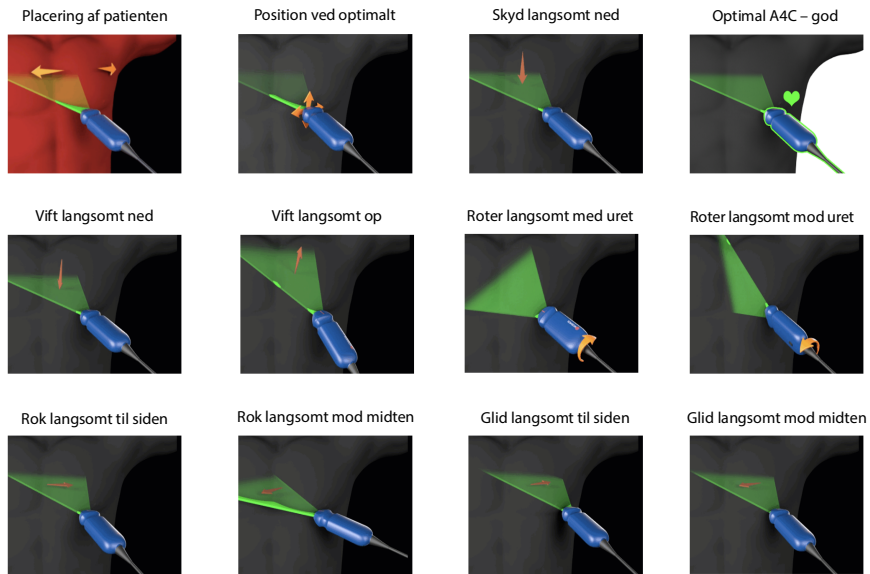 Placering af patienten
Position ved optimalt
Skyd langsomt ned
Optimal A4C – god
Vift langsomt ned
Vift langsomt op
Roter langsomt med uret
Roter langsomt mod uret
Rok langsomt til siden
Rok langsomt mod midten
Glid langsomt til siden
Glid langsomt mod midten